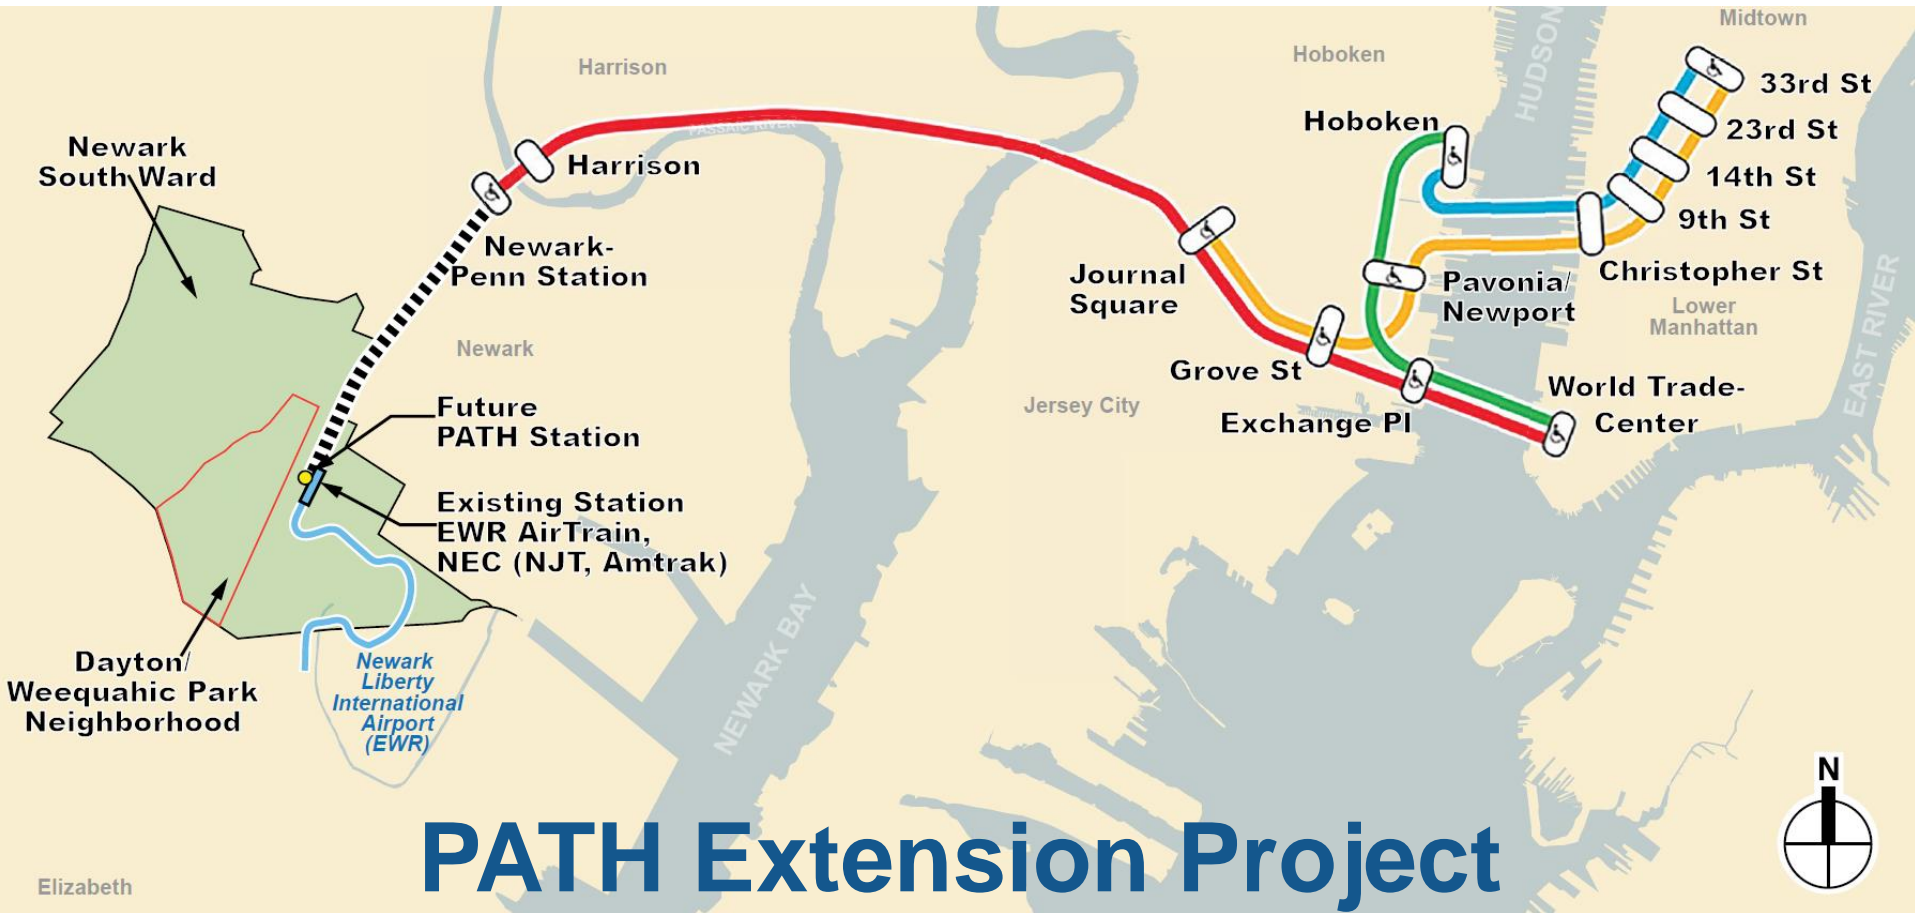 Midtown
Harrison
Hoboken
HUDSON
33rd St
Hoboken
23rd St
PASSAIC RIVER
Newark
South Ward
Harrison
14th St
9th St
Newark-
Penn Station
Journal
Square
Pavonia/
Newport
Christopher St
Lower
Manhattan
EAST RIVER
Newark
Grove St
World Trade-
Center
Jersey City
Exchange Pl
Future
PATH Station
Existing Station
EWR AirTrain,
NEC (NJT, Amtrak)
NEWARK BAY
Dayton/
Weequahic Park
Neighborhood
Newark
Liberty
International
Airport
(EWR)
N
PATH Extension Project
Elizabeth